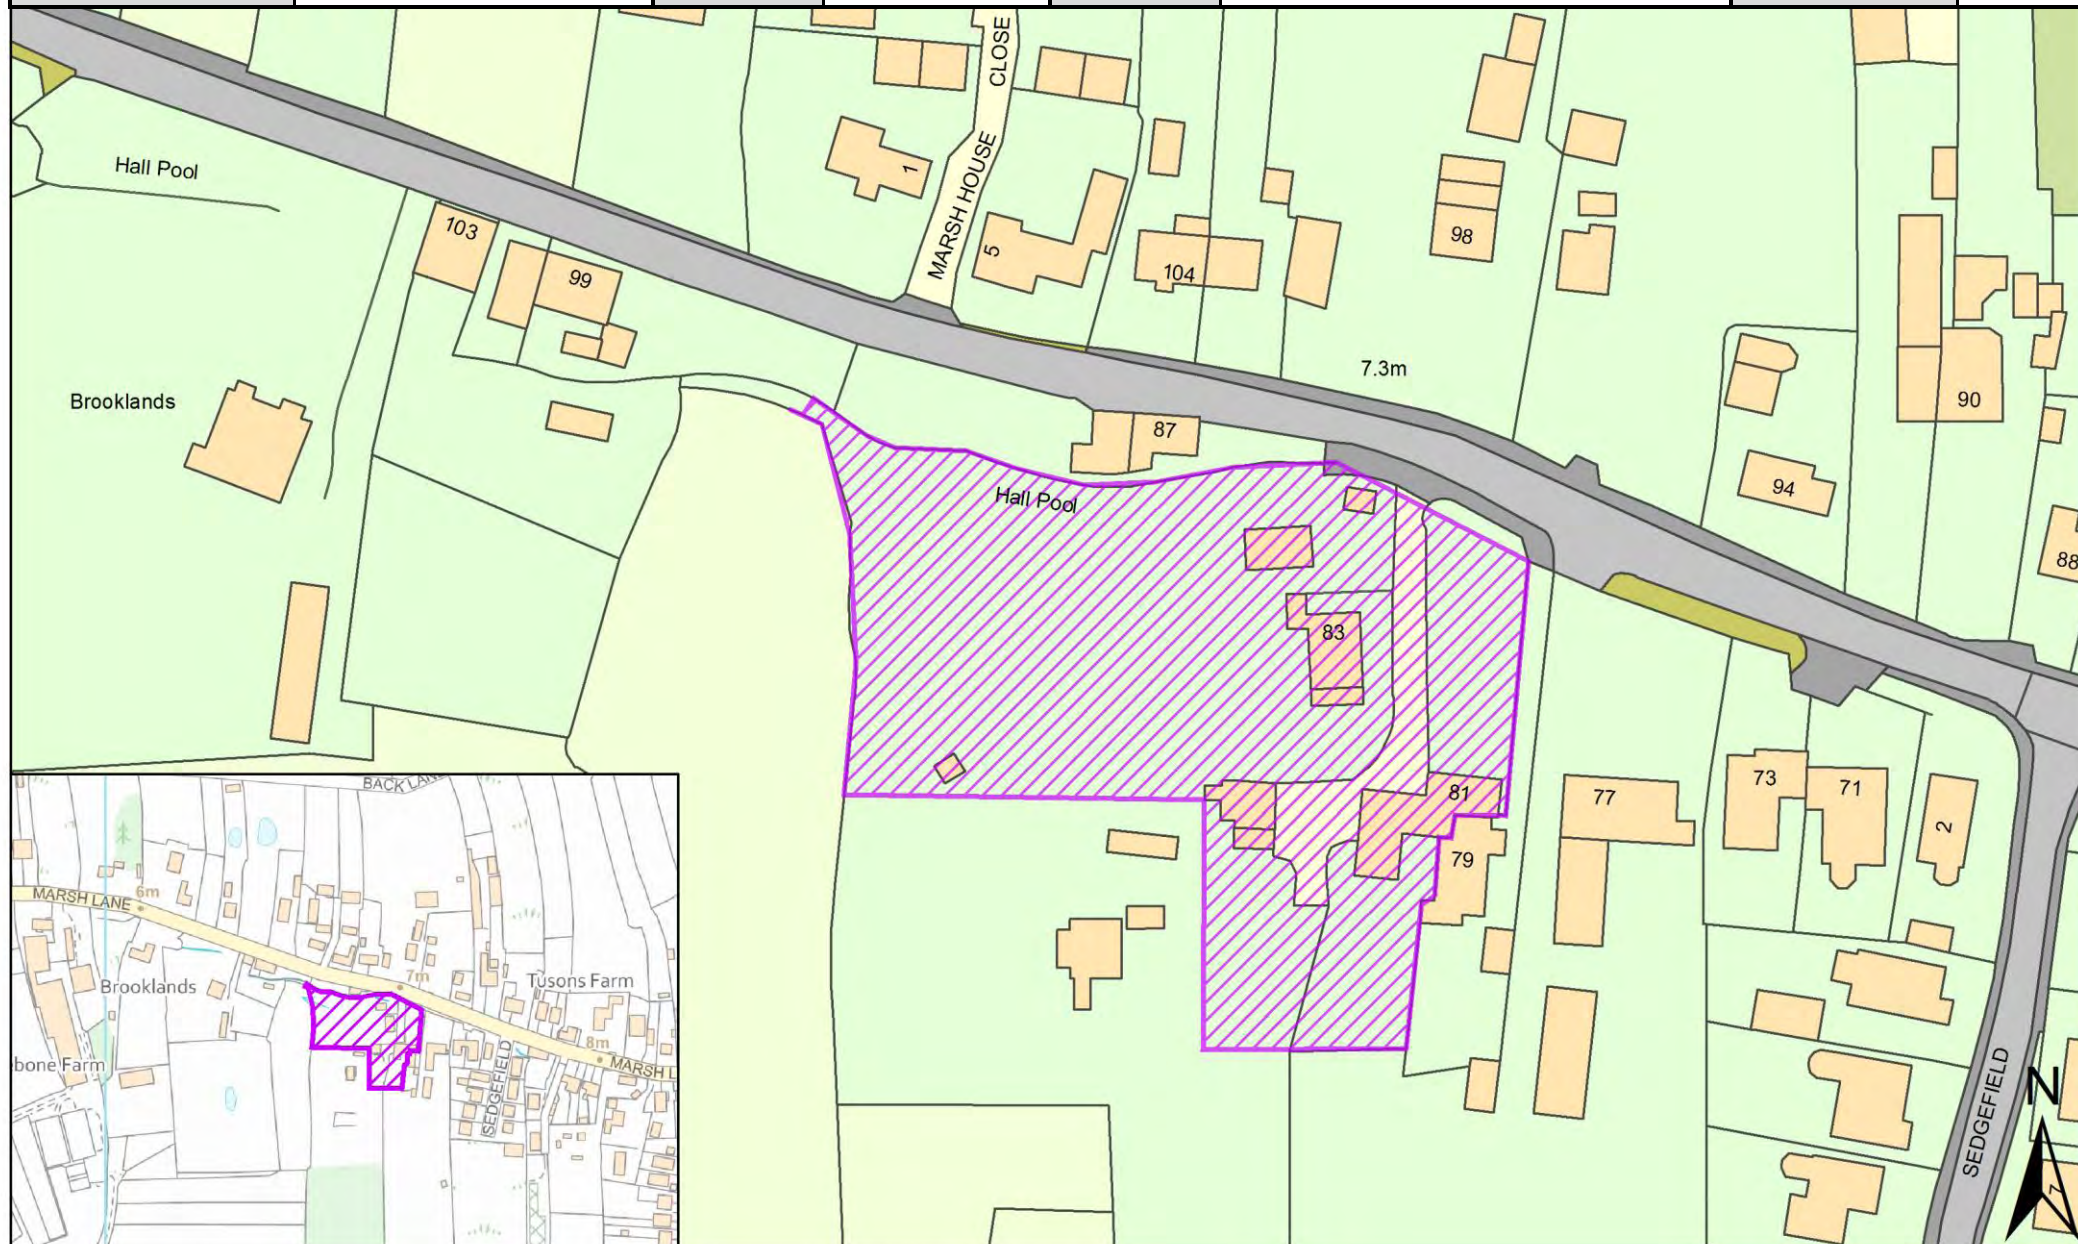 CLOSE
MARSH HOUSE
Hall Pool
1
103
5
99
104
98
7.3m
Brooklands
87
90
94
Hall Pool
88
83
81
77
73
71
2
79
SEDGEFIELD
N
7
BACK LANE
MARSH LANE
6m
Brooklands
7m
Tusons Farm
8m
MARSH L
bone Farm
SEDGEFIELD